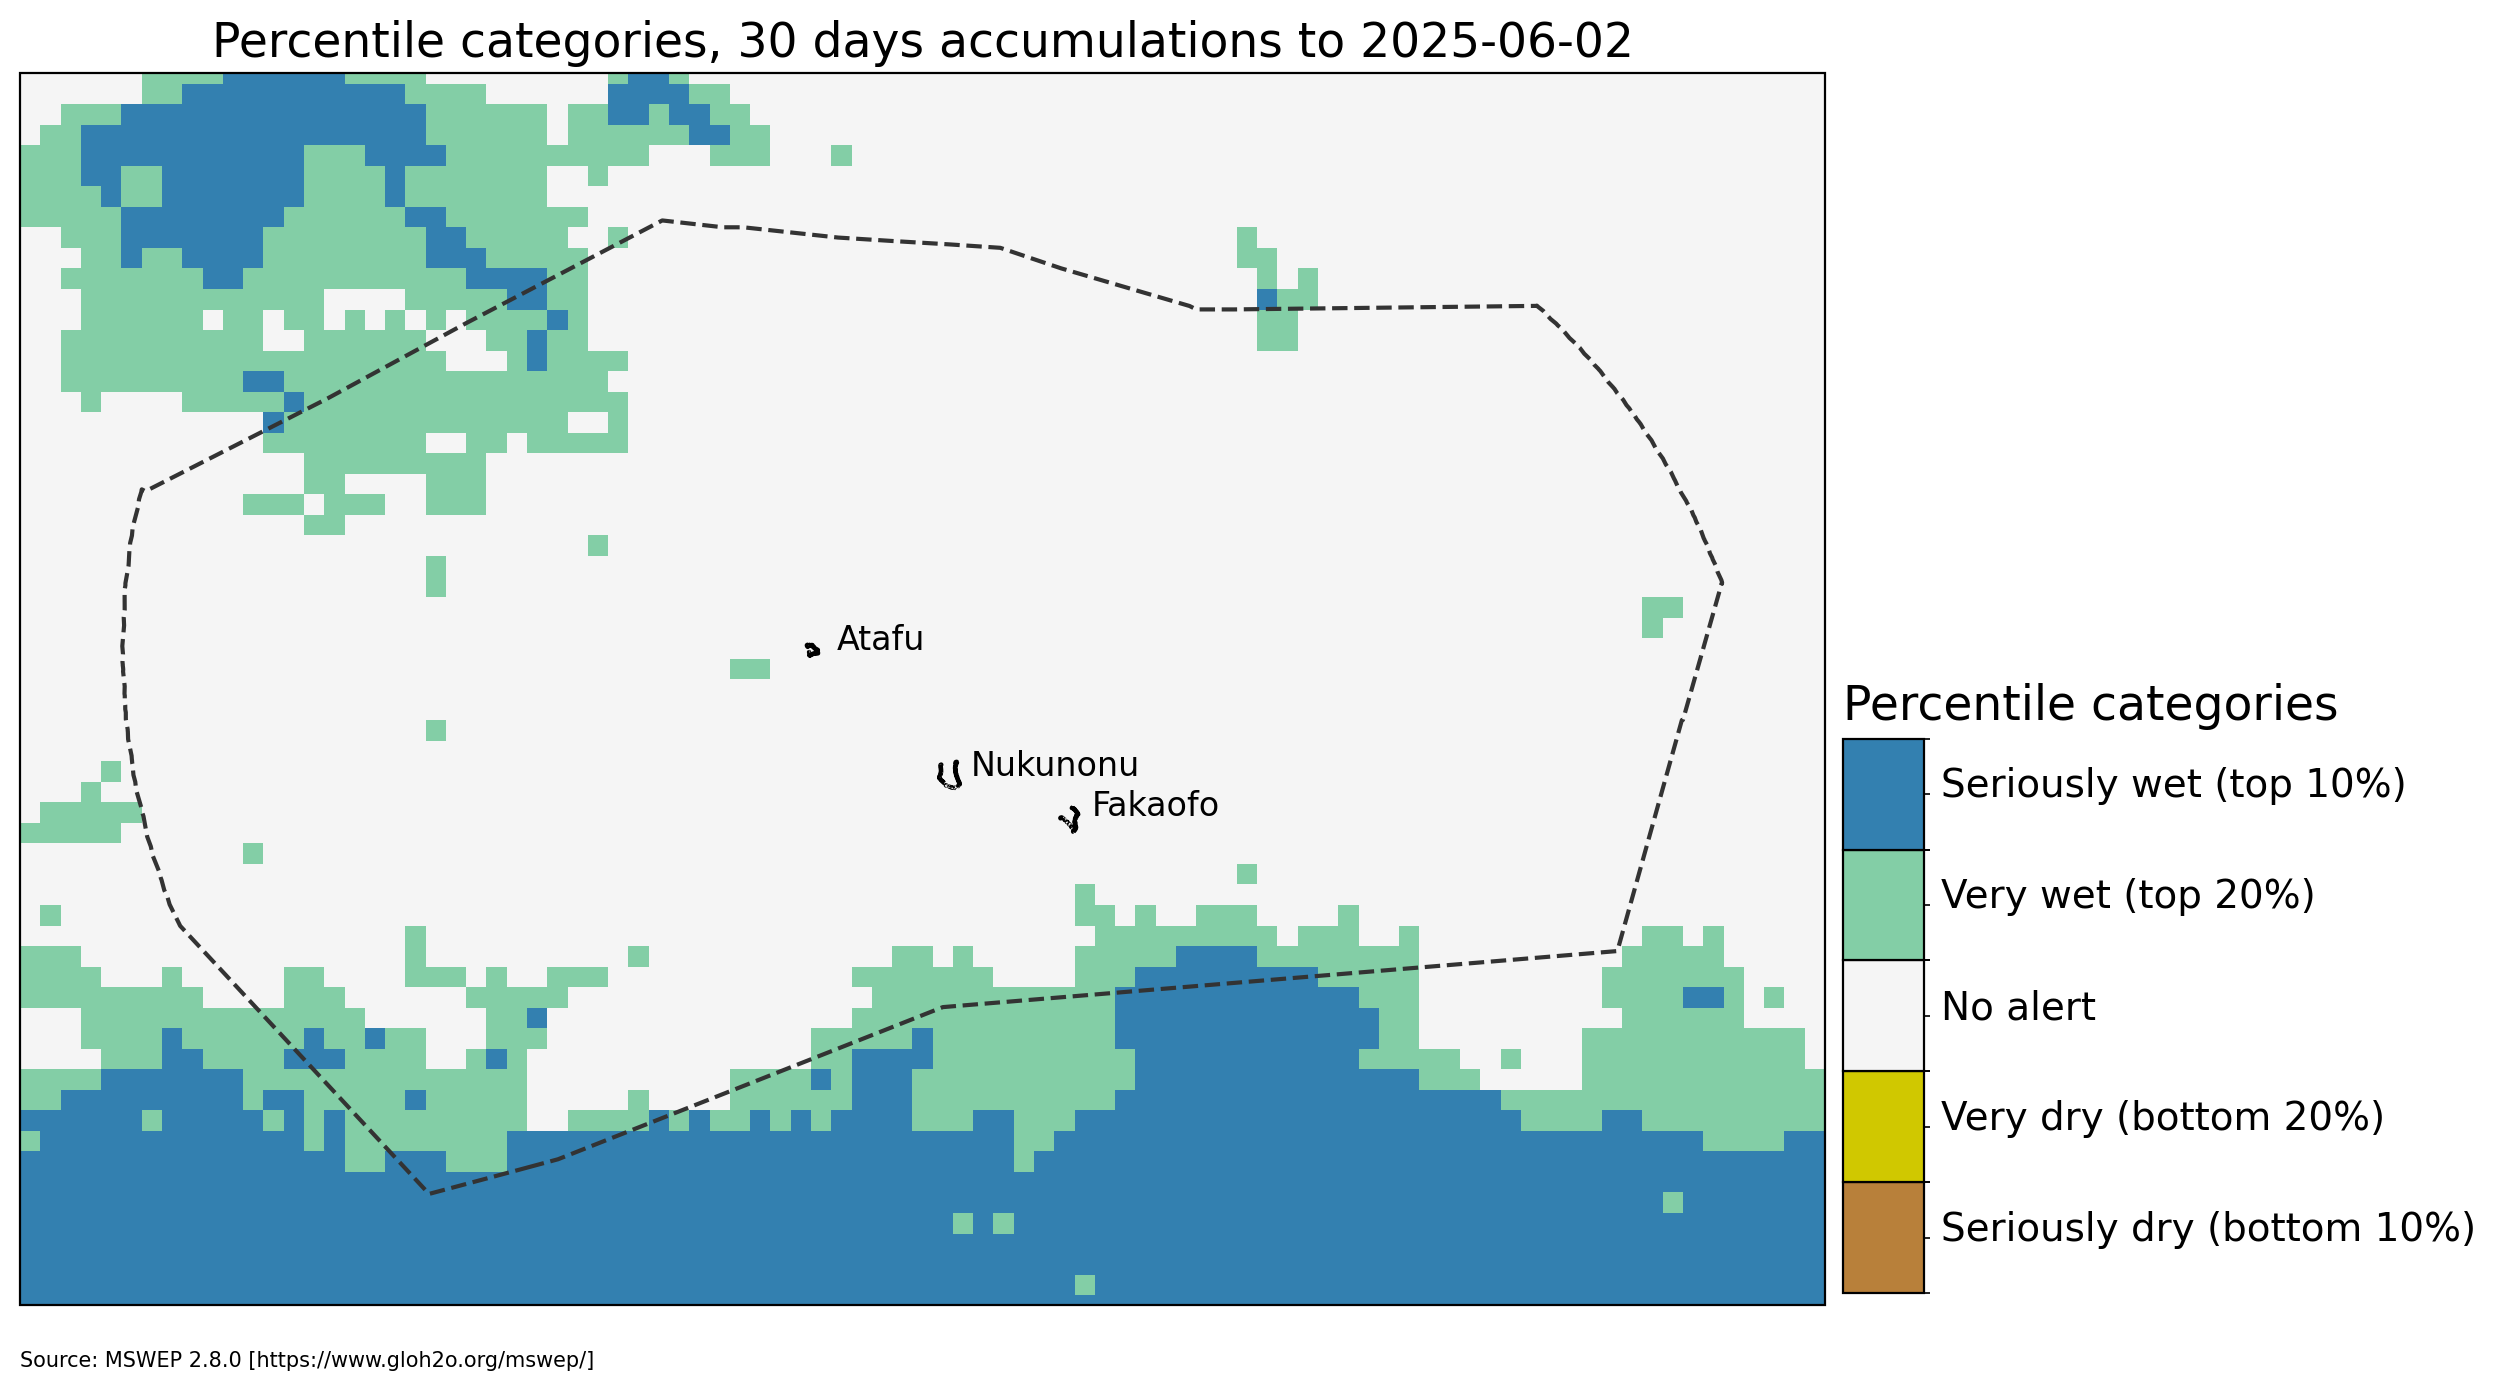 Percentile categories, 30 days accumulations to 2025-06-02
Atafu
Nukunonu
Fakaofo
Percentile categories
Seriously wet (top 10%)
Very wet (top 20%)
No alert
Very dry (bottom 20%)
Seriously dry (bottom 10%)
Source: MSWEP 2.8.0 [https://www.gloh2o.org/mswep/]